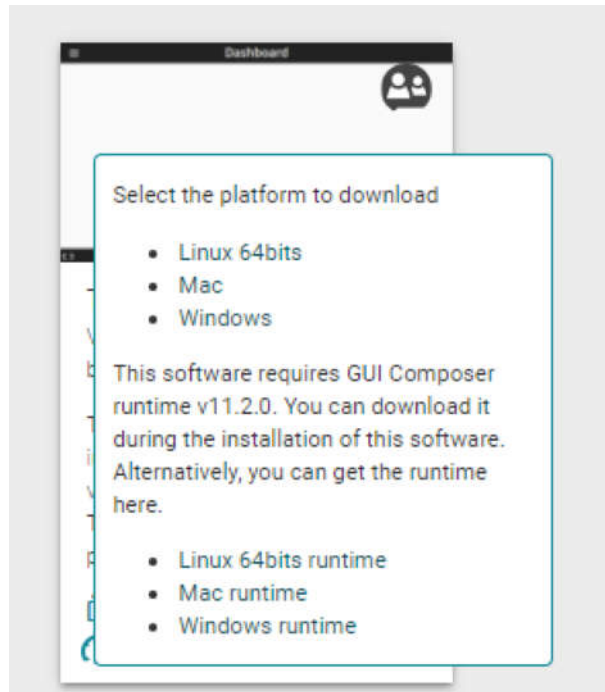 Dashboard
Select the platform to download
• Linux 64bits
• Mac
• Windows
This software requires GUI Composer
runtime v11.2.0. You can download it
during the installation of this software.
Alternatively, you can get the runtime
here.
• Linux 64bits runtime
• Mac runtime
• Windows runtime